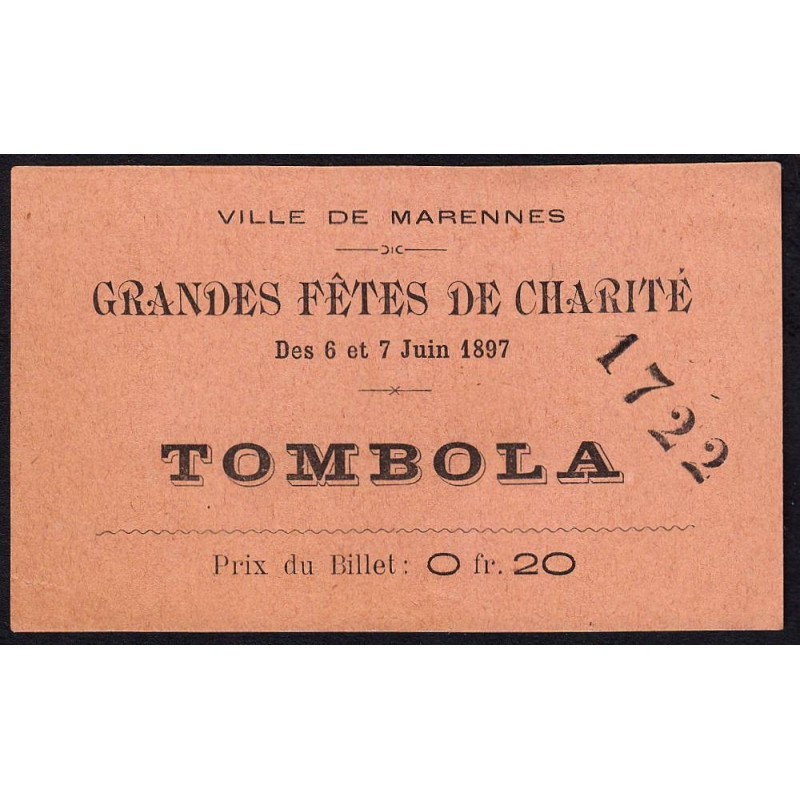 VILLE DE MARENNES
GRANDES FÊTES DE CHARITÉ
Des 6 et 7 Juin 1897
1722
TOMBOLA
Prix du Billet : 0 fr. 20